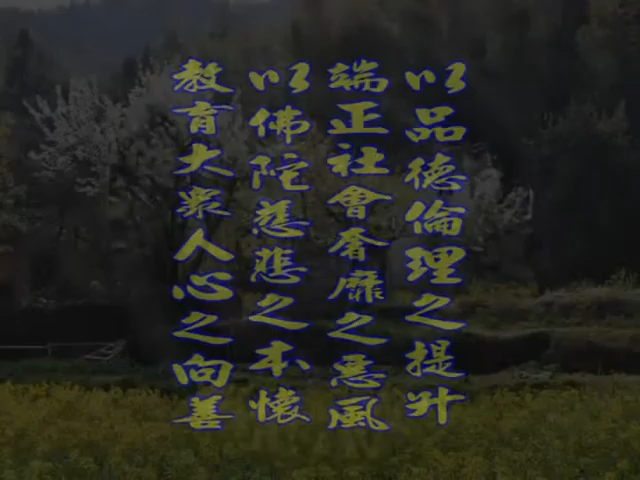 以品德倫理之提升
端正社會奢靡之惡風
以佛陀慈悲之本懷
教育大眾人心之向善